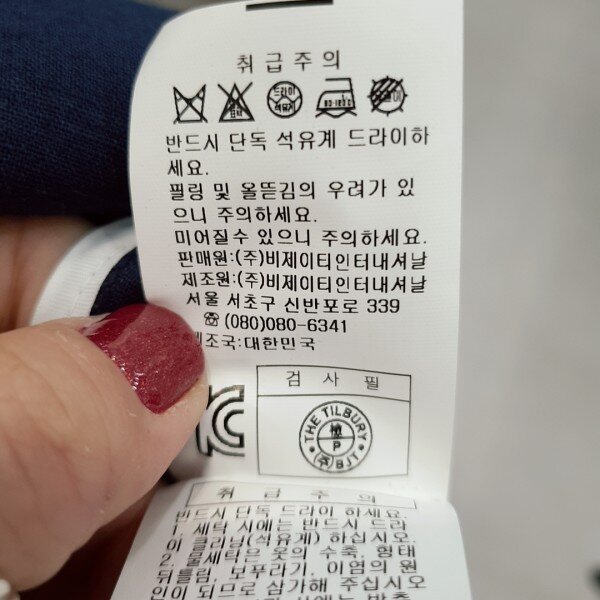 취급주의
드라이
석유계
80~120℃
반드시 단독 석유계 드라이하
세요.
필링 및 올뜯김의 우려가 있
으니 주의하세요.
미어질수 있으니 주의하세요.
판매원:(주)비제이티인터내셔날
제조원:(주)비제이티인터내셔날
서울 서초구 신반포로 339
☏(080)080-6341
제조국:대한민국
검사필
THE TILBURY
P
(주)BJT
취급주의
반드시 단독 드라이 하세요.
1. 세탁 시에는 반드시 드라
이 클리닝(석유계) 하십시오.
2. 물세탁은 옷의 수축, 형태
뒤틀림, 보푸라기, 이염의 원
인이 되므로 삼가해 주십시오